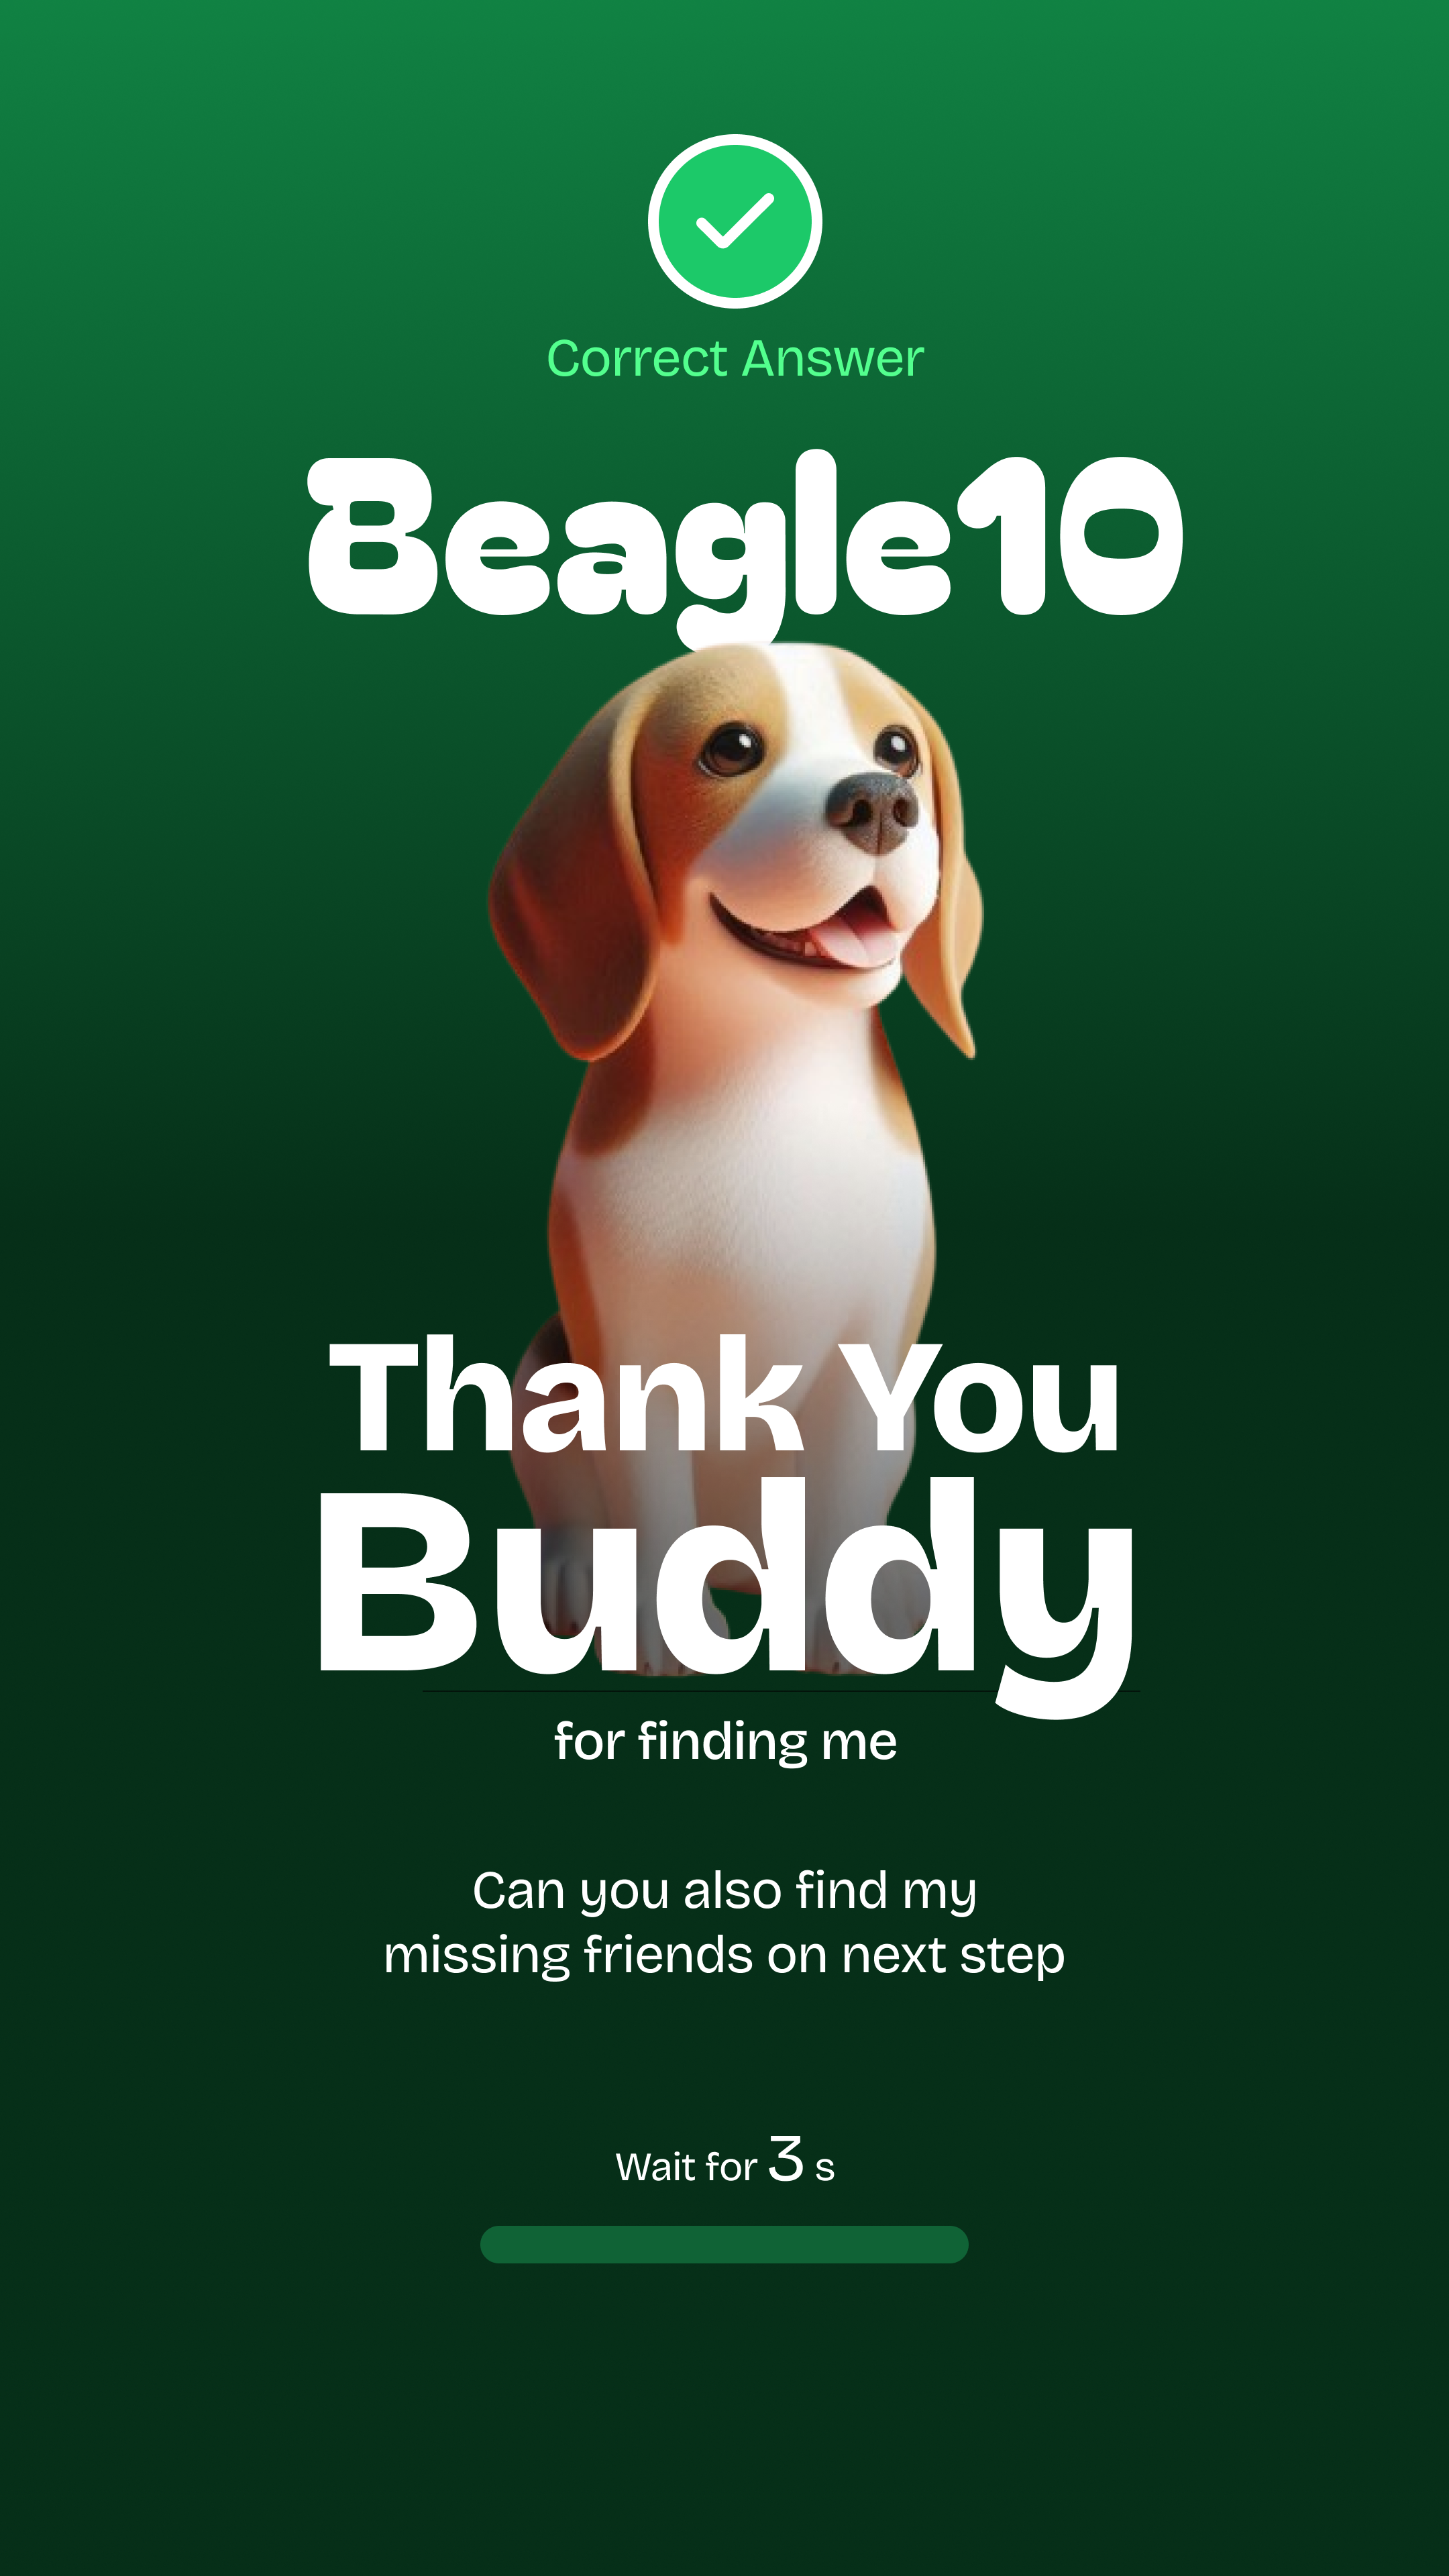 Correct Answer
Beagle10
Thank You
Buddy
for finding me
Can you also find my
missing friends on next step
Wait for 3 s